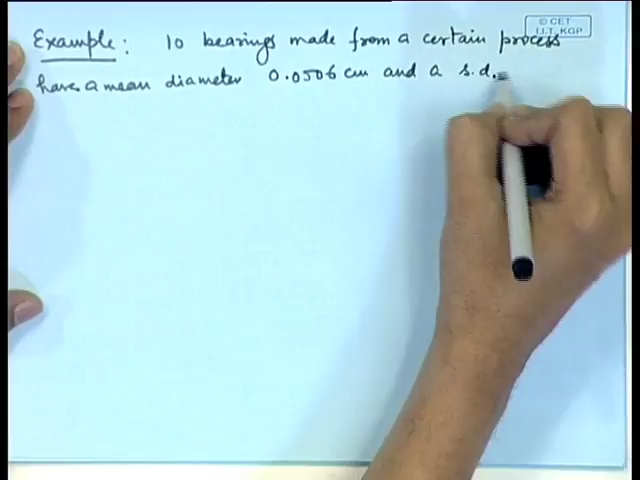 © CET
I.I.T. KGP
Example: 10 bearings made from a certain process
have a mean diameter 0.0506 cm and a s.d.